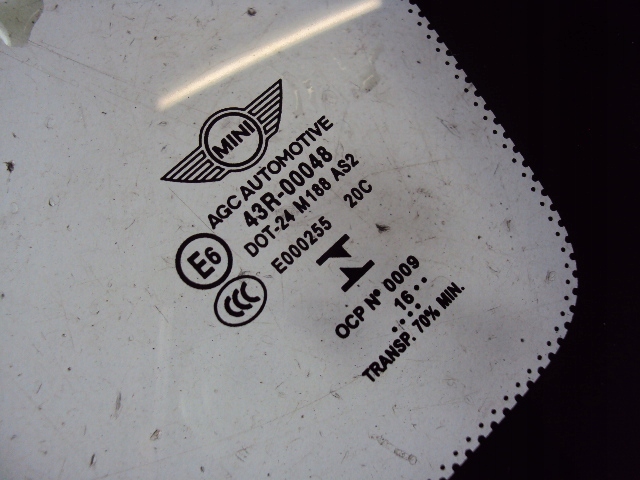 MINI
AGC AUTOMOTIVE
43R-00048
DOT-24 M188 AS2
E6 E000255 20C
CCC
OCP Nº 0009
16
TRANSP. 70% MIN.